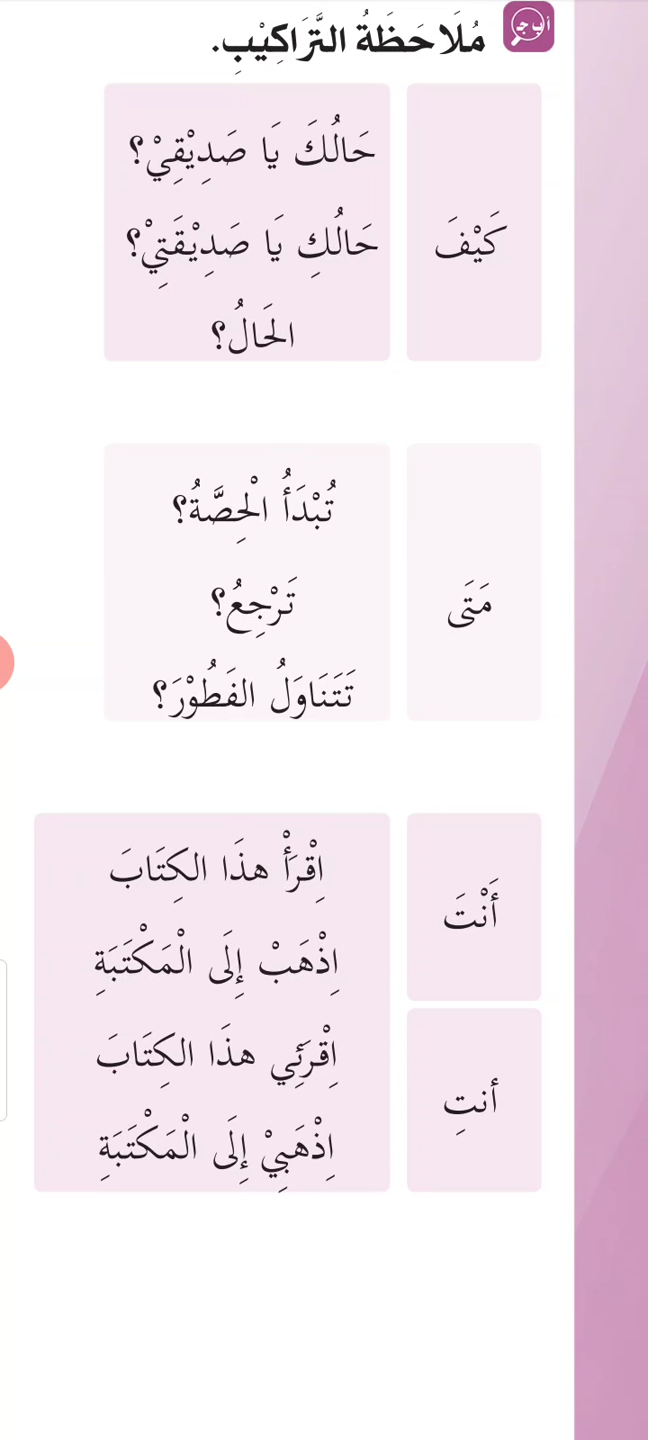 أ ب ج
مُلَاحَظَةُ التَّرَاكِيْبِ.
كَيْفَ
حَالُكَ يَا صَدِيْقِيْ؟
حَالُكِ يَا صَدِيْقَتِيْ؟
الحَالُ؟
مَتَى
تُبْدَأُ الْحِصَّةُ؟
تَرْجِعُ؟
تَتَنَاوَلُ الفَطُوْرَ؟
أَنْتَ
اِقْرَأْ هذَا الكِتَابَ
اِذْهَبْ إِلَى الْمَكْتَبَةِ
أنتِ
اِقْرَئِي هذَا الكِتَابَ
اِذْهَبِيْ إِلَى الْمَكْتَبَةِ